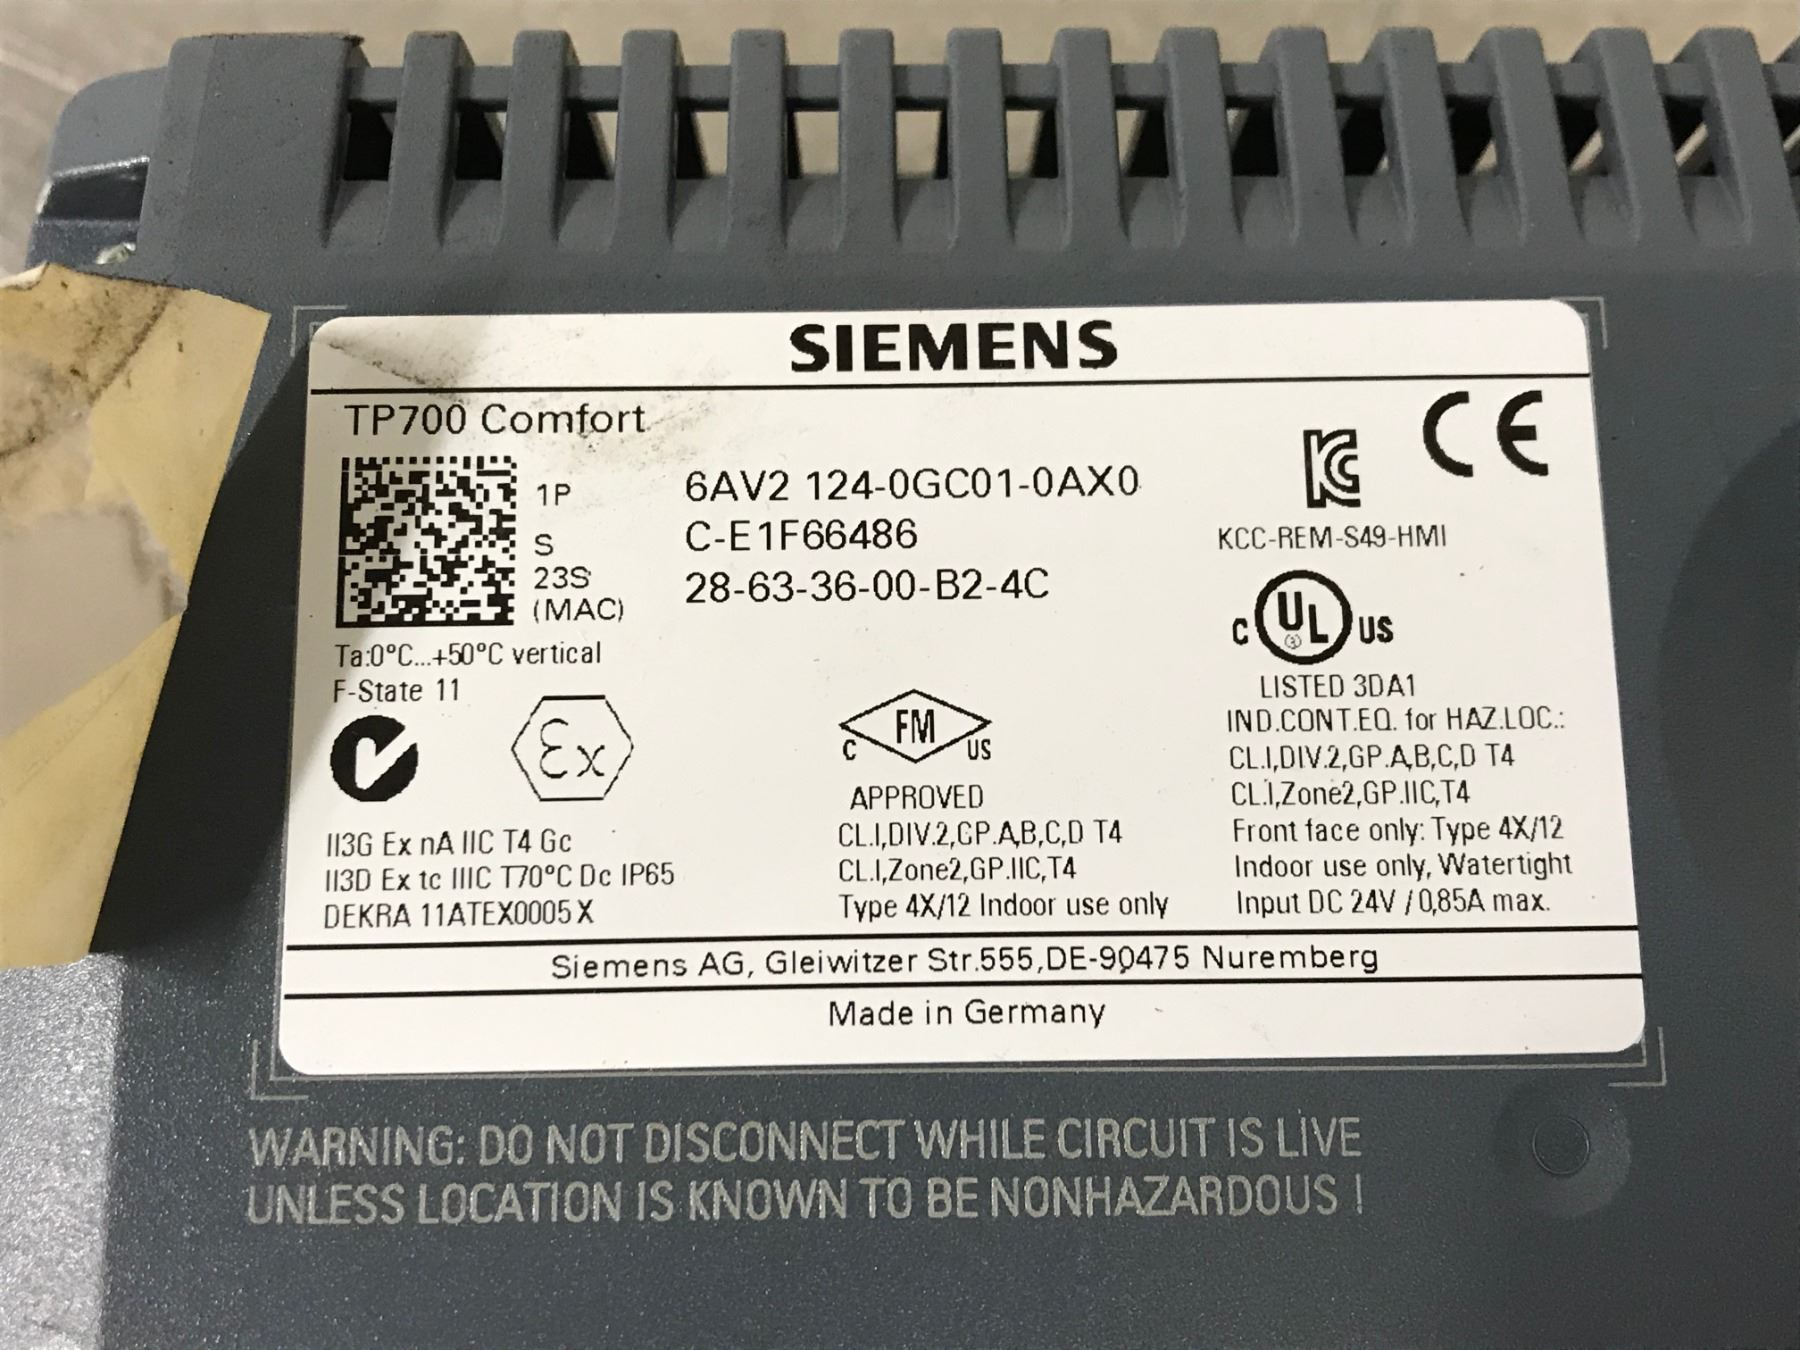 SIEMENS
TP700 Comfort
1P 6AV2 124-0GC01-0AX0
S C-E1F66486
23S 28-63-36-00-B2-4C
(MAC)
KCC-REM-S49-HMI
CE
C UL US
LISTED 3DA1
IND.CONT.EQ. for HAZ.LOC.:
CL.I,DIV.2,GP.A,B,C,D T4
CL.I,Zone2,GP.IIC,T4
Front face only: Type 4X/12
Indoor use only, Watertight
Input DC 24V / 0,85A max.
Ta:0°C...+50°C vertical
F-State 11
Ex
II3G Ex nA IIC T4 Gc
II3D Ex tc IIIC T70°C Dc IP65
DEKRA 11ATEX0005 X
C FM US
APPROVED
CL.I,DIV.2,GP.A,B,C,D T4
CL.I,Zone2,GP.IIC,T4
Type 4X/12 Indoor use only
Siemens AG, Gleiwitzer Str.555,DE-90475 Nuremberg
Made in Germany
WARNING: DO NOT DISCONNECT WHILE CIRCUIT IS LIVE
UNLESS LOCATION IS KNOWN TO BE NONHAZARDOUS !